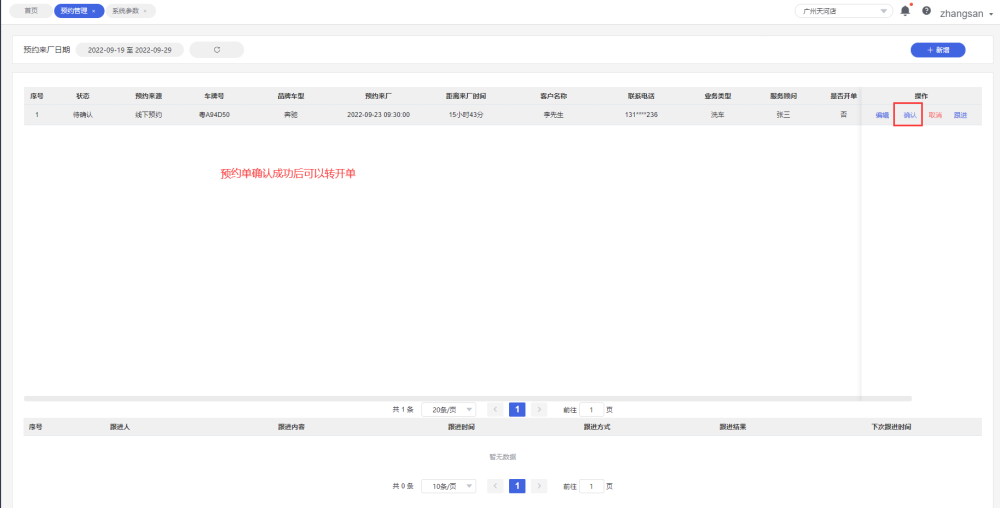 首页 预约管理 × 系统参数 × 广州天河店 zhangsan
预约来厂日期 2022-09-19 至 2022-09-29 + 新增
序号 状态 预约来源 车牌号 品牌车型 预约来厂 距离来厂时间 客户名称 联系电话 业务类型 服务顾问 是否开单 操作
1 待确认 线下预约 粤A94D50 奔驰 2022-09-23 09:30:00 15小时43分 李先生 131****236 洗车 张三 否 编辑 确认 取消 跟进
预约单确认成功后可以转开单
共 1 条 20条/页 < 1 > 前往 1 页
序号 跟进人 跟进内容 跟进时间 跟进方式 跟进结果 下次跟进时间
暂无数据
共 0 条 10条/页 < 1 > 前往 1 页